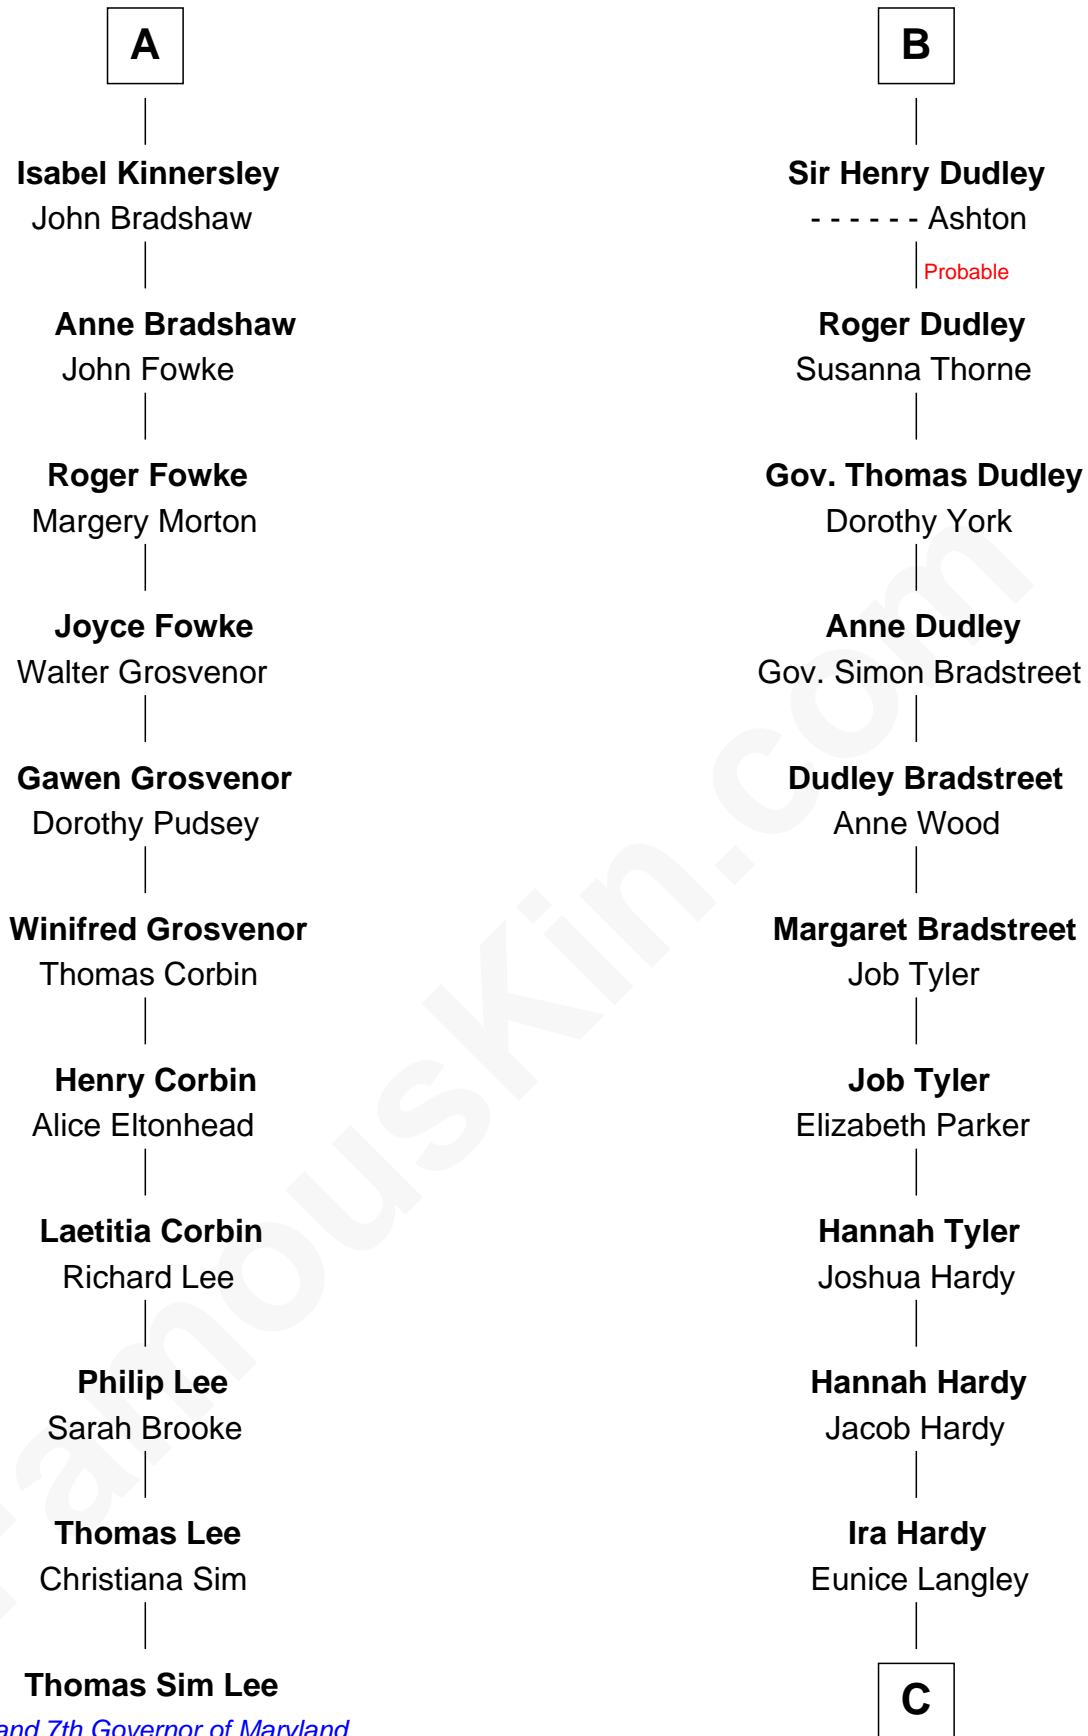 A
Isabel Kinnersley
John Bradshaw
Anne Bradshaw
John Fowke
Roger Fowke
Margery Morton
Joyce Fowke
Walter Grosvenor
Gawen Grosvenor
Dorothy Pudsey
Winifred Grosvenor
Thomas Corbin
Henry Corbin
Alice Eltonhead
Laetitia Corbin
Richard Lee
Philip Lee
Sarah Brooke
Thomas Lee
Christiana Sim
Thomas Sim Lee
and 7th Governor of Maryland
B
Sir Henry Dudley
- - - - - - Ashton
Probable
Roger Dudley
Susanna Thorne
Gov. Thomas Dudley
Dorothy York
Anne Dudley
Gov. Simon Bradstreet
Dudley Bradstreet
Anne Wood
Margaret Bradstreet
Job Tyler
Job Tyler
Elizabeth Parker
Hannah Tyler
Joshua Hardy
Hannah Hardy
Jacob Hardy
Ira Hardy
Eunice Langley
C
FamousKin.com